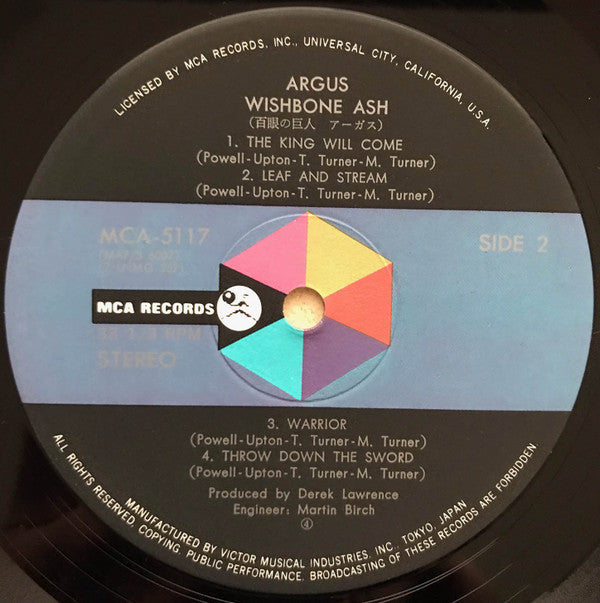 LICENSED BY MCA RECORDS, INC., UNIVERSAL CITY, CALIFORNIA, U.S.A.
ARGUS
WISHBONE ASH
(百眼の巨人 アーガス)
1. THE KING WILL COME
(Powell-Upton-T. Turner-M. Turner)
2. LEAF AND STREAM
(Powell-Upton-T. Turner-M. Turner)
MCA-5117
SIDE 2
MCA RECORDS
33 1/3 RPM
STEREO
3. WARRIOR
(Powell-Upton-T. Turner-M. Turner)
4. THROW DOWN THE SWORD
(Powell-Upton-T. Turner-M. Turner)
Produced by Derek Lawrence
Engineer: Martin Birch
④
MANUFACTURED BY VICTOR MUSICAL INDUSTRIES, INC., TOKYO, JAPAN
ALL RIGHTS RESERVED. COPYING, PUBLIC PERFORMANCE, BROADCASTING OF THESE RECORDS ARE FORBIDDEN.